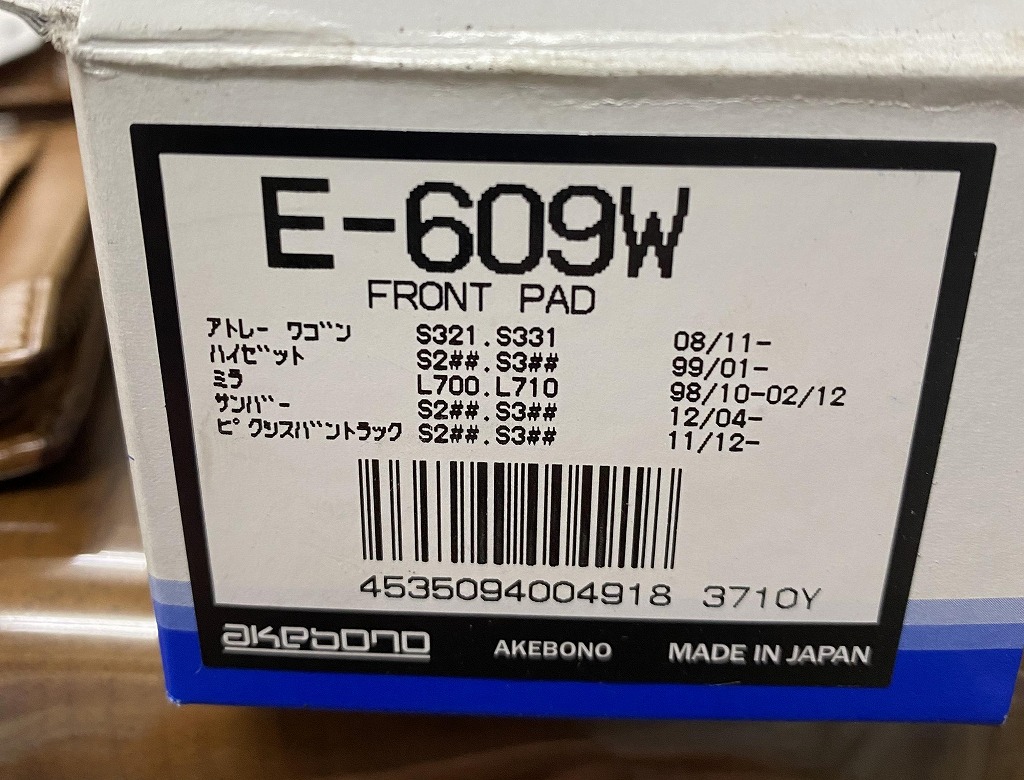 E-609W
FRONT PAD
アトレー ワゴン S321.S331 08/11-
ハイゼット S2##.S3## 99/01-
ミラ L700.L710 98/10-02/12
サンバー S2##.S3## 12/04-
ピクシスバントラック S2##.S3## 11/12-
4535094004918 3710Y
akebono AKEBONO MADE IN JAPAN